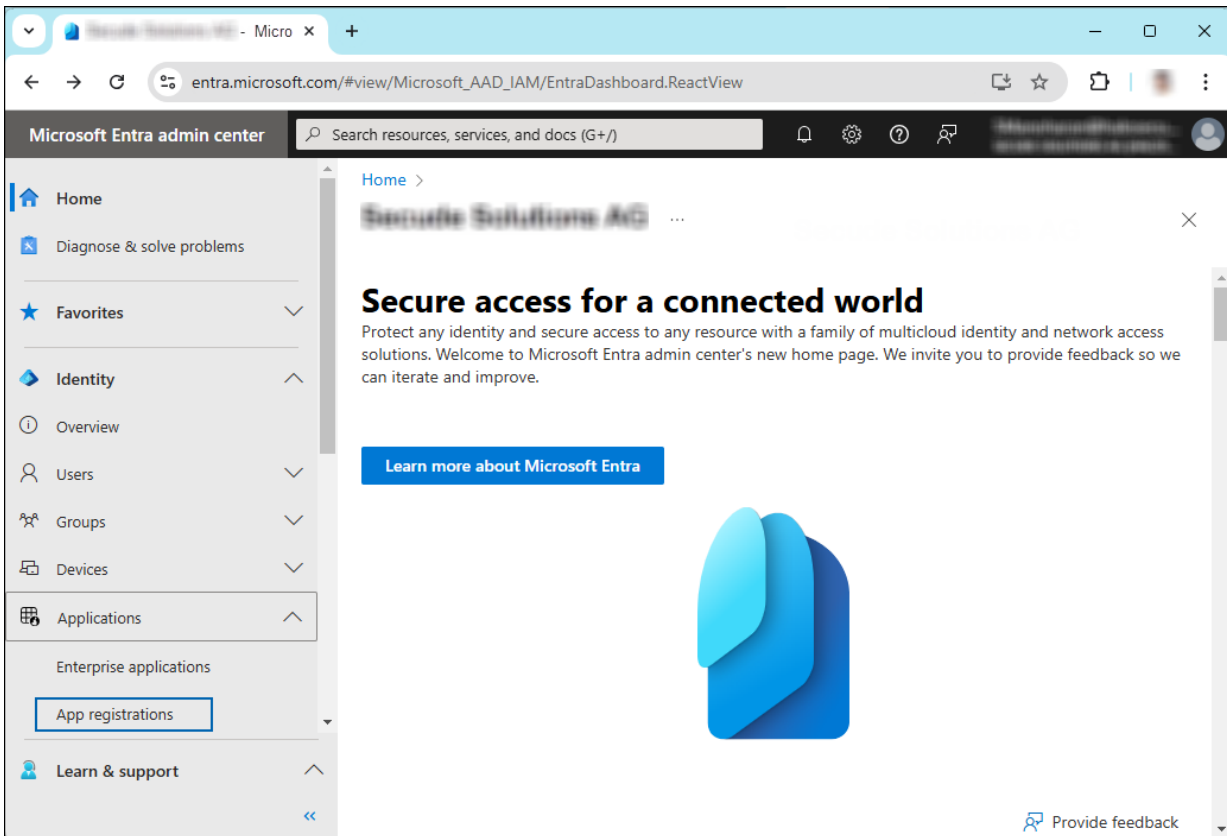 - Micro
entra.microsoft.com/#view/Microsoft_AAD_IAM/EntraDashboard.ReactView
Microsoft Entra admin center
Search resources, services, and docs (G+/)
Home
Diagnose & solve problems
Favorites
Identity
Overview
Users
Groups
Devices
Applications
Enterprise applications
App registrations
Learn & support
Home >
Secude Solutions AG ...
Secure access for a connected world
Protect any identity and secure access to any resource with a family of multicloud identity and network access
solutions. Welcome to Microsoft Entra admin center's new home page. We invite you to provide feedback so we
can iterate and improve.
Learn more about Microsoft Entra
Provide feedback